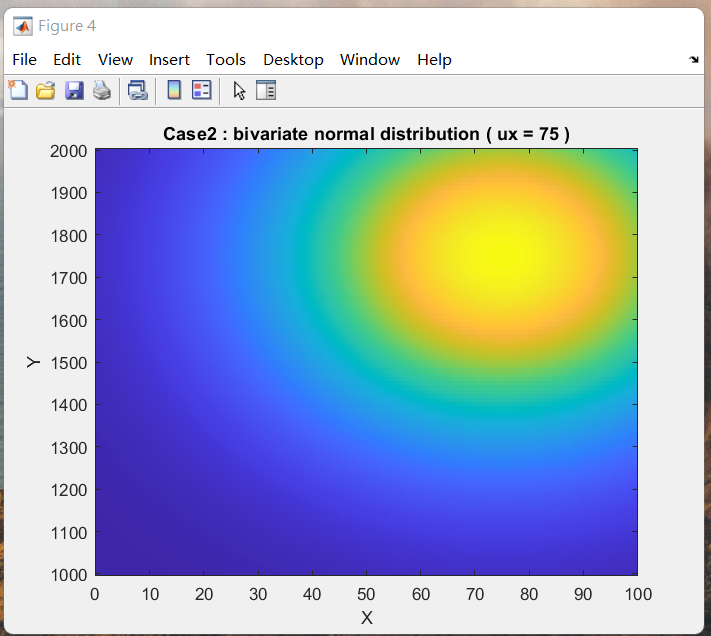 Figure 4
File Edit View Insert Tools Desktop Window Help
Case2 : bivariate normal distribution ( ux = 75 )
2000
1900
1800
1700
1600
1500
1400
1300
1200
1100
1000
Y
0 10 20 30 40 50 60 70 80 90 100
X